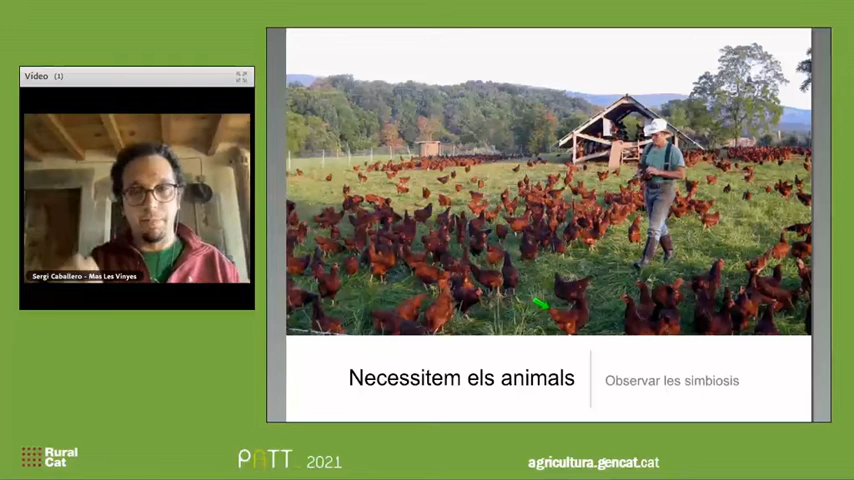 Vídeo (1)
Sergi Caballero - Mas Les Vinyes
Necessitem els animals
Observar les simbiosis
Rural
Cat
PATT 2021
agricultura.gencat.cat